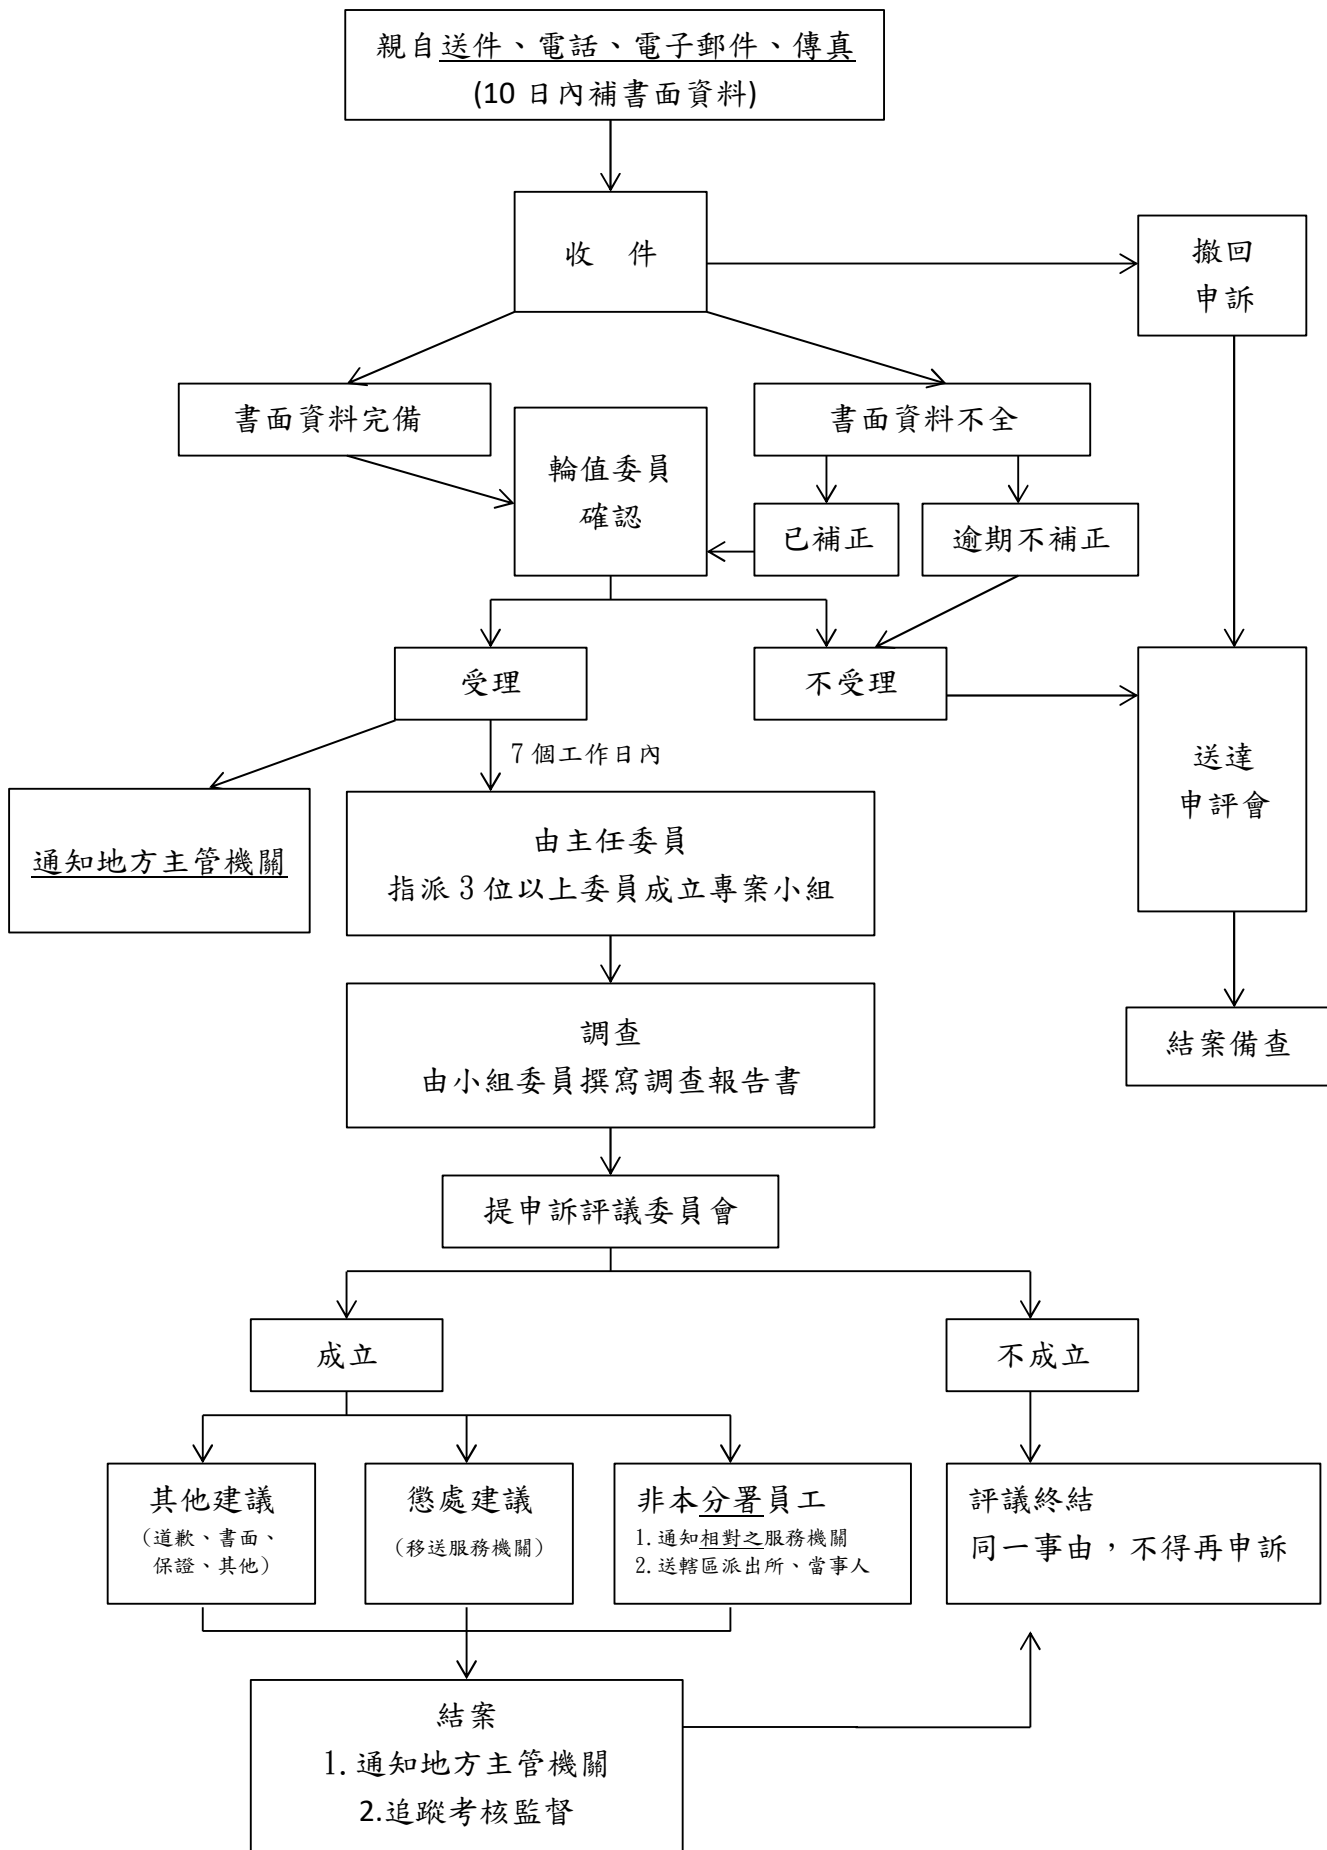 親自送件、電話、電子郵件、傳真
(10 日內補書面資料)
收 件
撤回
申訴
書面資料完備
書面資料不全
輪值委員
確認
已補正
逾期不補正
受理
不受理
7 個工作日內
送達
申評會
通知地方主管機關
由主任委員
指派 3 位以上委員成立專案小組
調查
由小組委員撰寫調查報告書
結案備查
提申訴評議委員會
成立
不成立
其他建議
(道歉、書面、
保證、其他)
懲處建議
(移送服務機關)
非本分署員工
1. 通知相對之服務機關
2. 送轄區派出所、當事人
評議終結
同一事由，不得再申訴
結案
1. 通知地方主管機關
2.追蹤考核監督